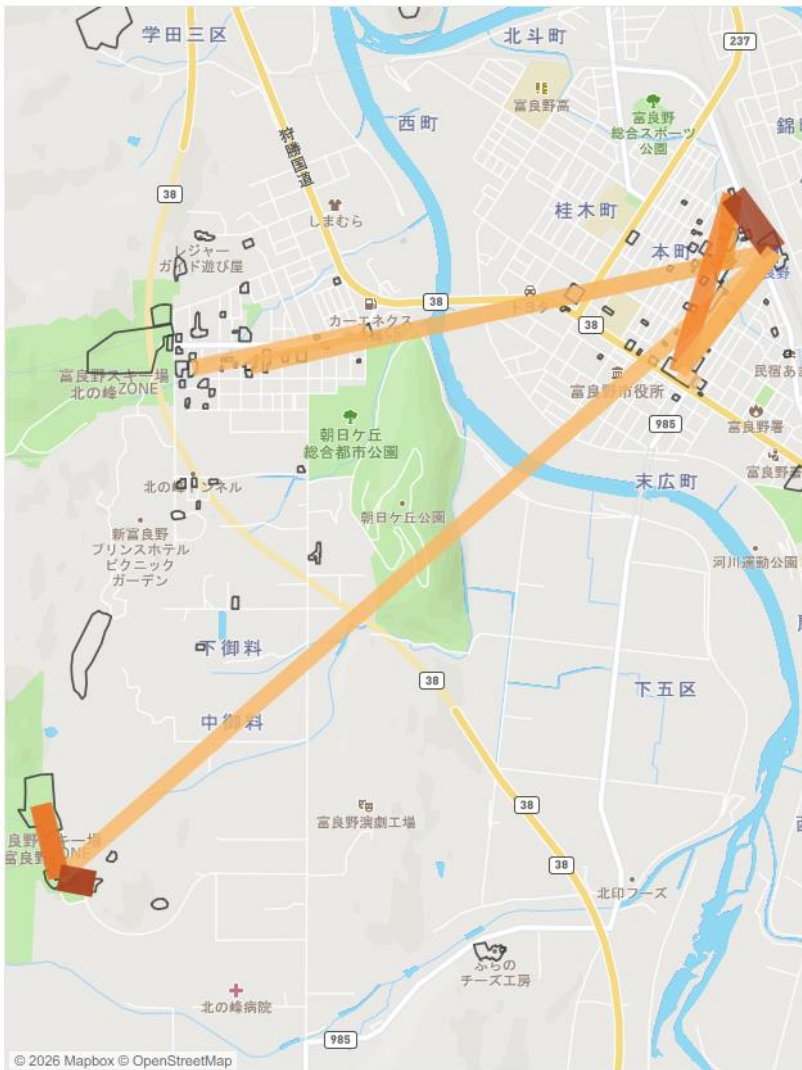 学田三区
北斗町
237
富良野高
西町
富良野
総合スポーツ
公園
狩勝国道
38
しまむら
桂木町
レジャー
ガイド遊び屋
本町
38
カーエネクス
38
富良野スキー場
北の峰ZONE
富良野市役所
985
富良野署
朝日ケ丘
総合都市公園
末広町
朝日ケ丘公園
新富良野
プリンスホテル
ピクニック
ガーデン
河川運動公園
下御料
38
下五区
中御料
38
富良野演劇工場
38
北印フーズ
ふらの
チーズ工房
北の峰病院
985
© 2026 Mapbox © OpenStreetMap